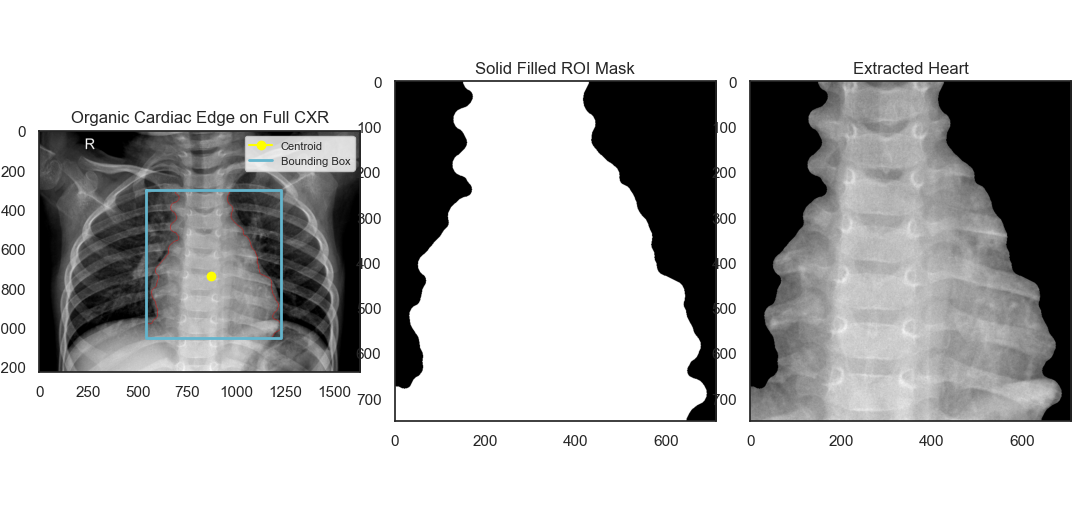 Organic Cardiac Edge on Full CXR
R
Centroid
Bounding Box
0
200
400
600
800
000
200
0 250 500 750 1000 1250 1500
Solid Filled ROI Mask
0
100
200
300
400
500
600
700
0 200 400 600
Extracted Heart
0
100
200
300
400
500
600
700
0 200 400 600